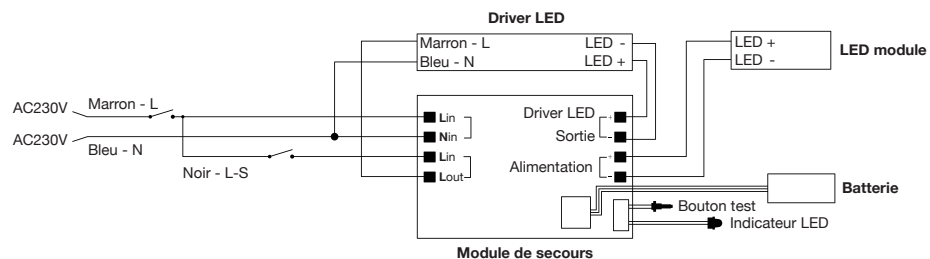 Driver LED
Marron - L
LED -
Bleu - N
LED +
LED +
LED -
LED module
AC230V
Marron - L
AC230V
Bleu - N
Noir - L-S
Lin
Nin
Lin
Lout
Driver LED
+
Sortie
-
Alimentation
+
-
Batterie
Bouton test
Indicateur LED
Module de secours